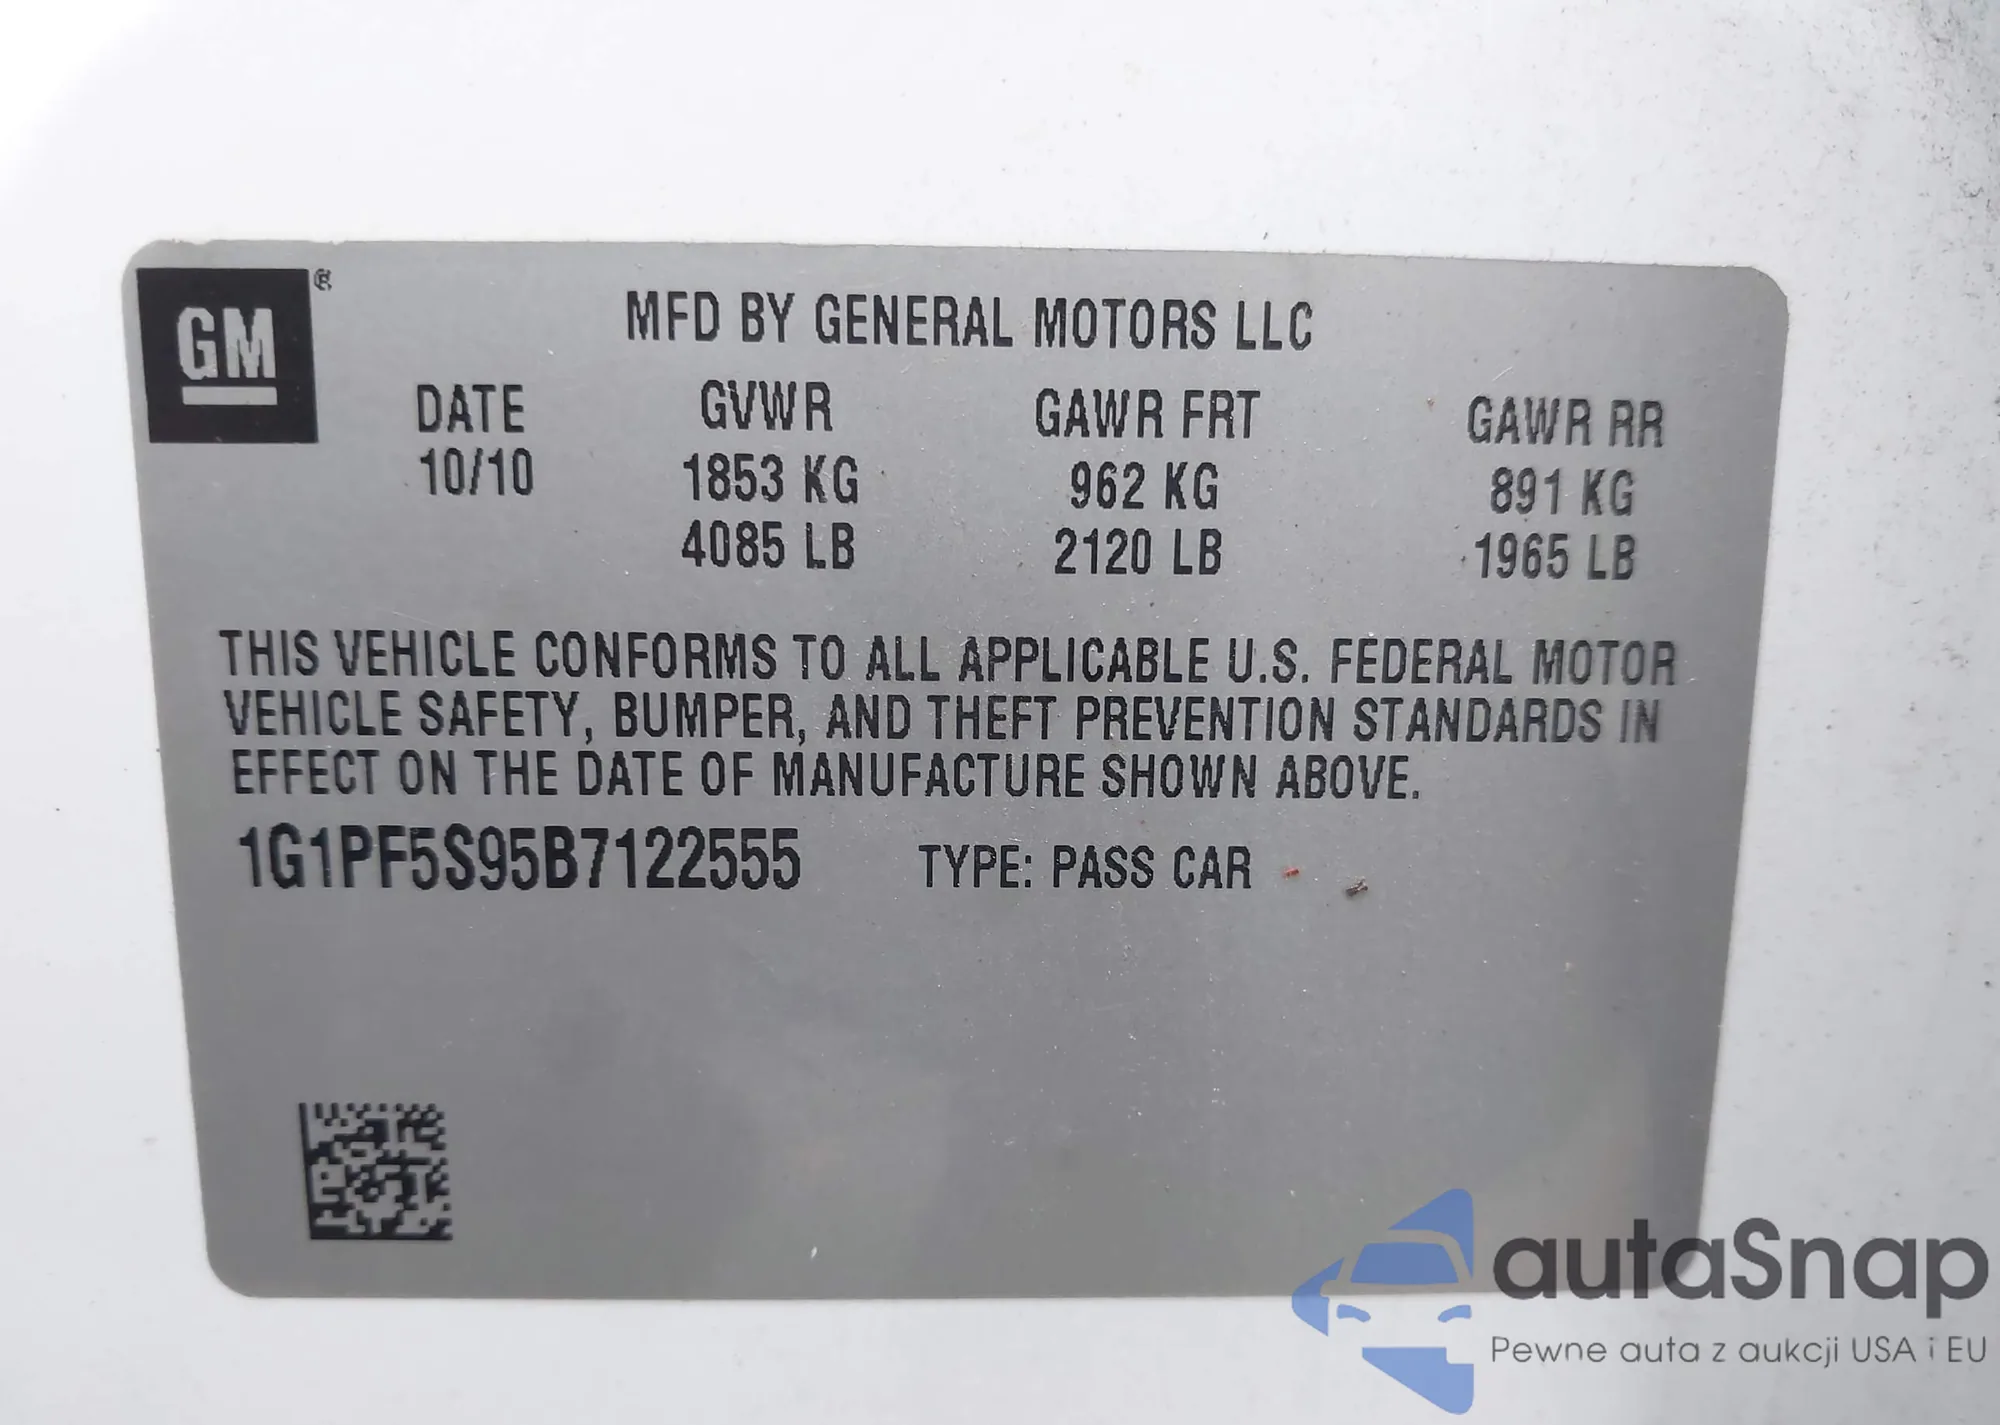 GM ®
MFD BY GENERAL MOTORS LLC
DATE GVWR GAWR FRT GAWR RR
10/10 1853 KG 962 KG 891 KG
4085 LB 2120 LB 1965 LB
THIS VEHICLE CONFORMS TO ALL APPLICABLE U.S. FEDERAL MOTOR
VEHICLE SAFETY, BUMPER, AND THEFT PREVENTION STANDARDS IN
EFFECT ON THE DATE OF MANUFACTURE SHOWN ABOVE.
1G1PF5S95B7122555 TYPE: PASS CAR
autaSnap
Pewne auta z aukcji USA i EU